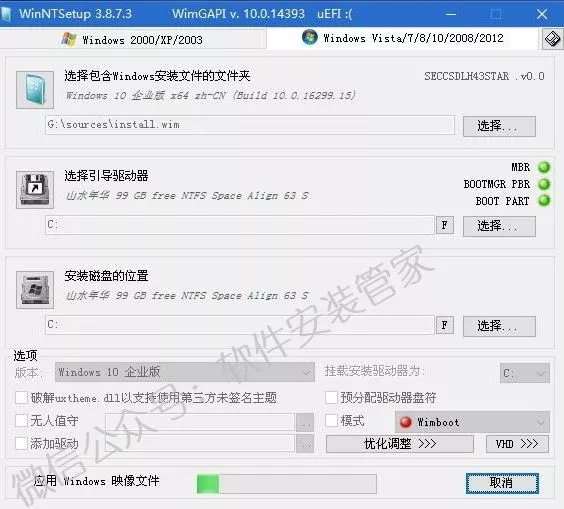 WinNTSetup 3.8.7.3 WimGAPI v. 10.0.14393 uEFI :(
Windows 2000/XP/2003 Windows Vista/7/8/10/2008/2012
选择包含Windows安装文件的文件夹 SECCSDLH43STAR .v0.0
Windows 10 企业版 x64 zh-CN (Build 10.0.16299.15)
G:\sources\install.wim 选择...
选择引导驱动器 MBR
山水年华 99 GB free NTFS Space Align 63 S BOOTMGR PBR
BOOT PART
C: F 选择...
安装磁盘的位置
山水年华 99 GB free NTFS Space Align 63 S
C: F 选择...
选项
版本: Windows 10 企业版 挂载安装驱动器为: C:
破解uxtheme.dll以支持使用第三方未签名主题 预分配驱动器盘符
无人值守 .. 模式 Wimboot
添加驱动 .. 优化调整 >>> VHD >>>
应用 Windows 映像文件 取消
微信公众号：软件安装管家